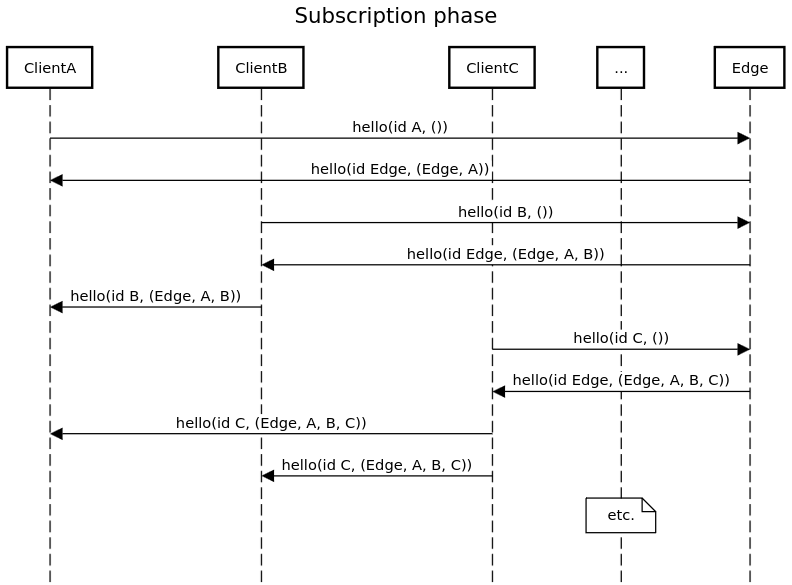 Subscription phase
ClientA
ClientB
ClientC
...
Edge
hello(id A, ())
hello(id Edge, (Edge, A))
hello(id B, ())
hello(id Edge, (Edge, A, B))
hello(id B, (Edge, A, B))
hello(id C, ())
hello(id Edge, (Edge, A, B, C))
hello(id C, (Edge, A, B, C))
hello(id C, (Edge, A, B, C))
etc.